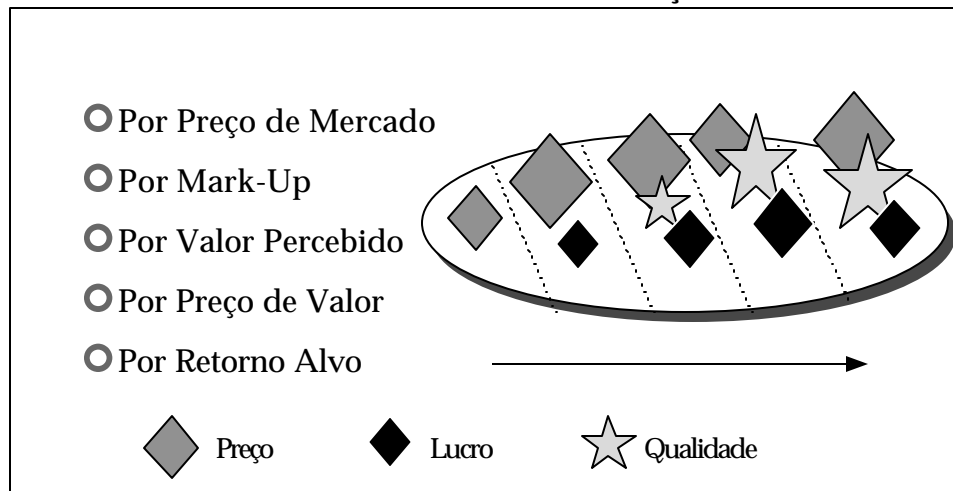 Por Preço de Mercado
Por Mark-Up
Por Valor Percebido
Por Preço de Valor
Por Retorno Alvo
Preço Lucro Qualidade